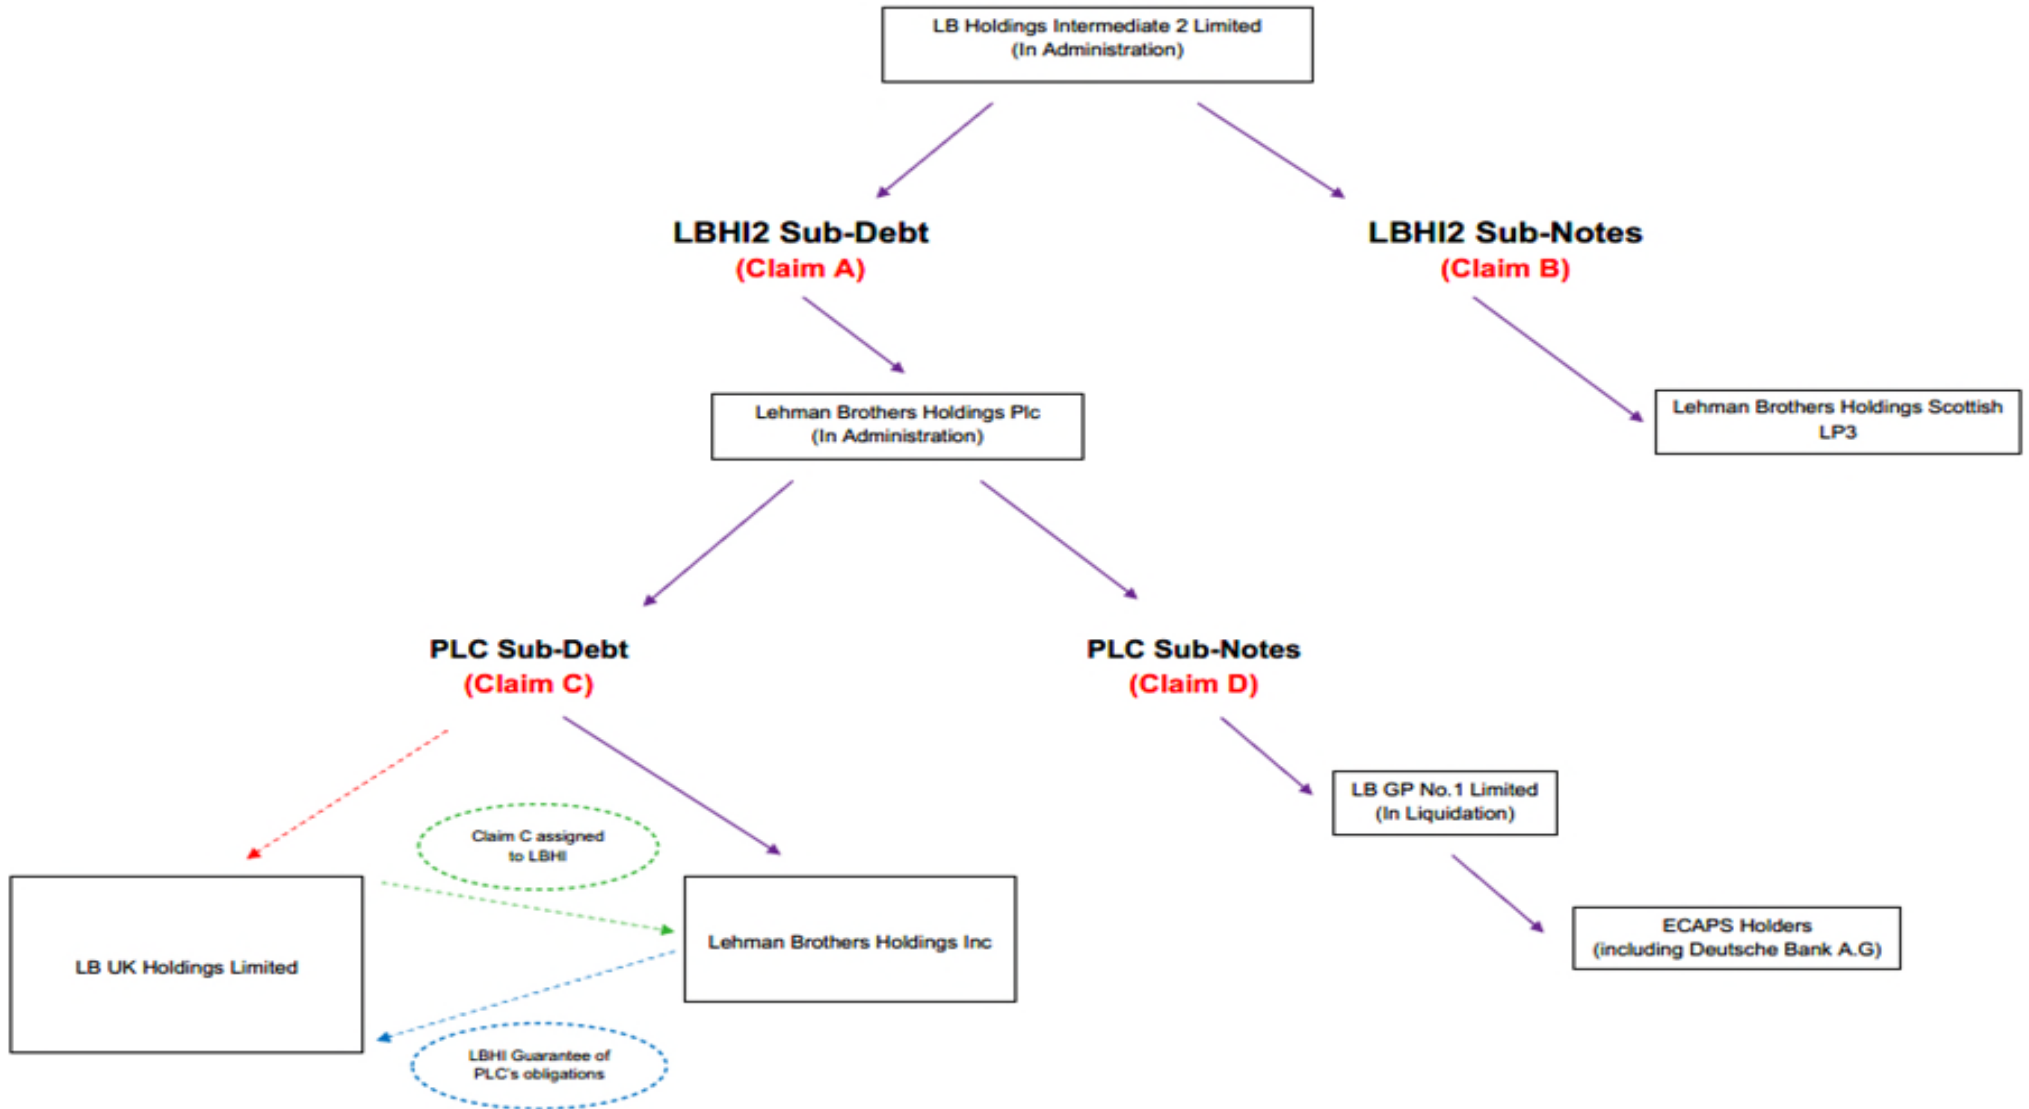 LB Holdings Intermediate 2 Limited
(In Administration)
LBHI2 Sub-Debt
(Claim A)
LBHI2 Sub-Notes
(Claim B)
Lehman Brothers Holdings Plc
(In Administration)
Lehman Brothers Holdings Scottish
LP3
PLC Sub-Debt
(Claim C)
PLC Sub-Notes
(Claim D)
LB GP No.1 Limited
(In Liquidation)
Claim C assigned
to LBHI
LB UK Holdings Limited
Lehman Brothers Holdings Inc
ECAPS Holders
(including Deutsche Bank A.G)
LBHI Guarantee of
PLC's obligations